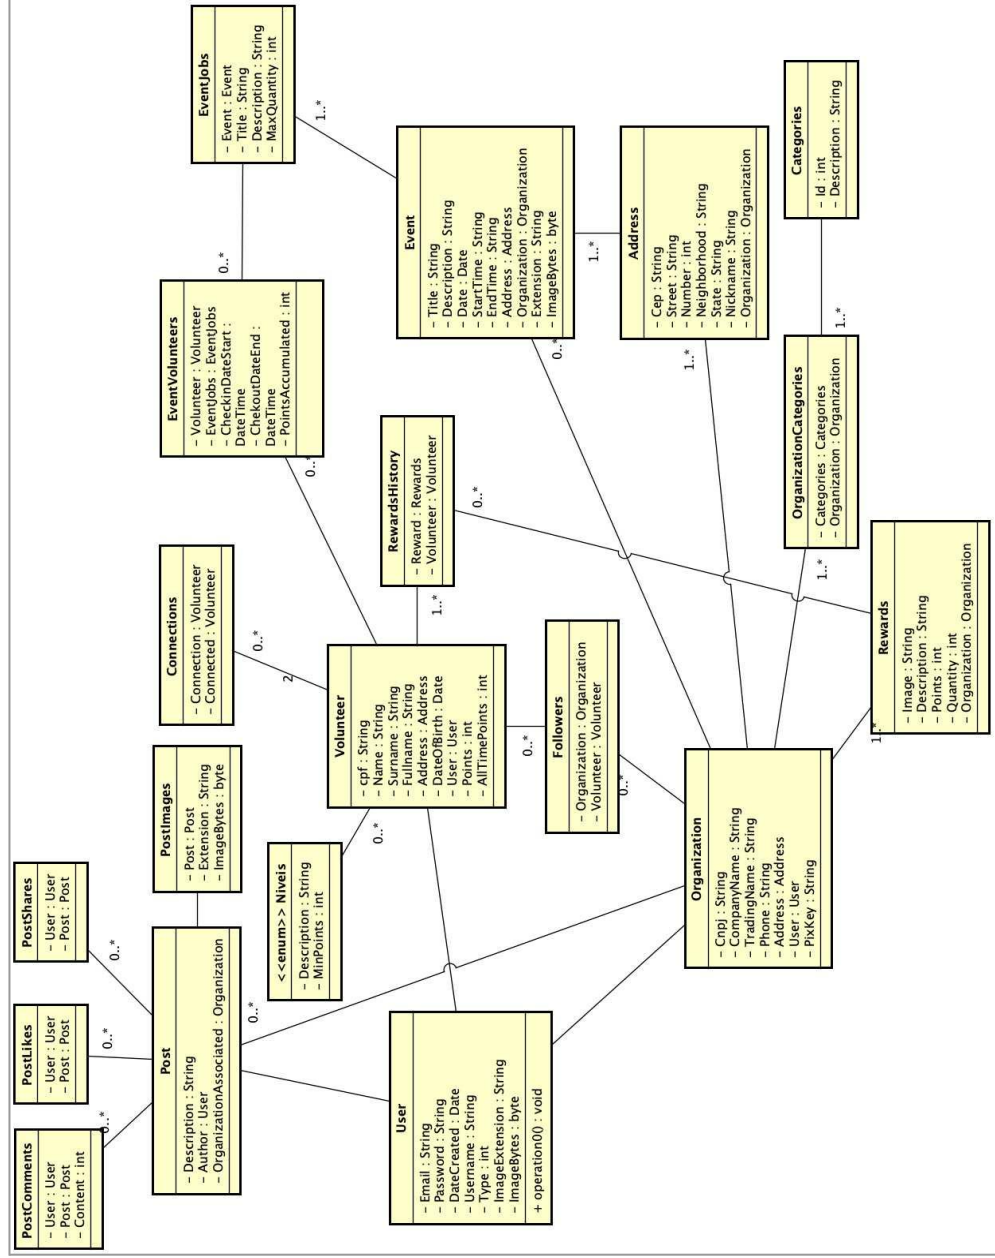 PostComments
– User : User
– Post : Post
– Content : int
PostLikes
– User : User
– Post : Post
PostShares
– User : User
– Post : Post
0..*
0..*
0..*
Post
– Description : String
– Author : User
– OrganizationAssociated : Organization
PostImages
– Post : Post
– Extension : String
– ImageBytes : byte
Connections
– Connection : Volunteer
– Connected : Volunteer
EventVolunteers
– Volunteer : Volunteer
– EventJobs : EventJobs
– CheckinDateStart :
DateTime
– ChekoutDateEnd :
DateTime
– PointsAccumulated : int
EventJobs
– Event : Event
– Title : String
– Description : String
– MaxQuantity : int
0..*
0..*
0..*
2
0..*
1..*
<<enum>> Niveis
– Description : String
– MinPoints : int
0..*
Volunteer
– cpf : String
– Name : String
– Surname : String
– Fullname : String
– Address : Address
– DateOfBirth : Date
– User : User
– Points : int
– AllTimePoints : int
1..*
RewardsHistory
– Reward : Rewards
– Volunteer : Volunteer
0..*
User
– Email : String
– Password : String
– DateCreated : Date
– Username : String
– Type : int
– ImageExtension : String
– ImageBytes : byte
+ operation0() : void
Event
– Title : String
– Description : String
– Date : Date
– StartTime : String
– EndTime : String
– Address : Address
– Organization : Organization
– Extension : String
– ImageBytes : byte
0..*
1..*
0..*
Followers
– Organization : Organization
– Volunteer : Volunteer
0..*
Address
– Cep : String
– Street : String
– Number : int
– Neighborhood : String
– State : String
– Nickname : String
– Organization : Organization
1..*
Organization
– Cnpj : String
– CompanyName : String
– TradingName : String
– Phone : String
– Address : Address
– User : User
– PixKey : String
OrganizationCategories
– Categories : Categories
– Organization : Organization
Categories
– Id : int
– Description : String
1..*
1..*
1..*
Rewards
– Image : String
– Description : String
– Points : int
– Quantity : int
– Organization : Organization